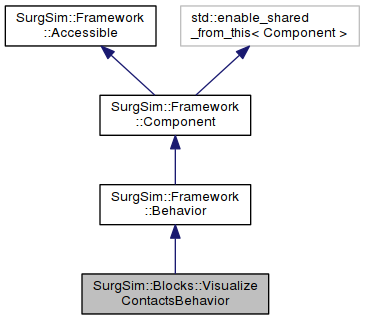 SurgSim::Framework
::Accessible
std::enable_shared
_from_this< Component >
SurgSim::Framework
::Component
SurgSim::Framework
::Behavior
SurgSim::Blocks::Visualize
ContactsBehavior